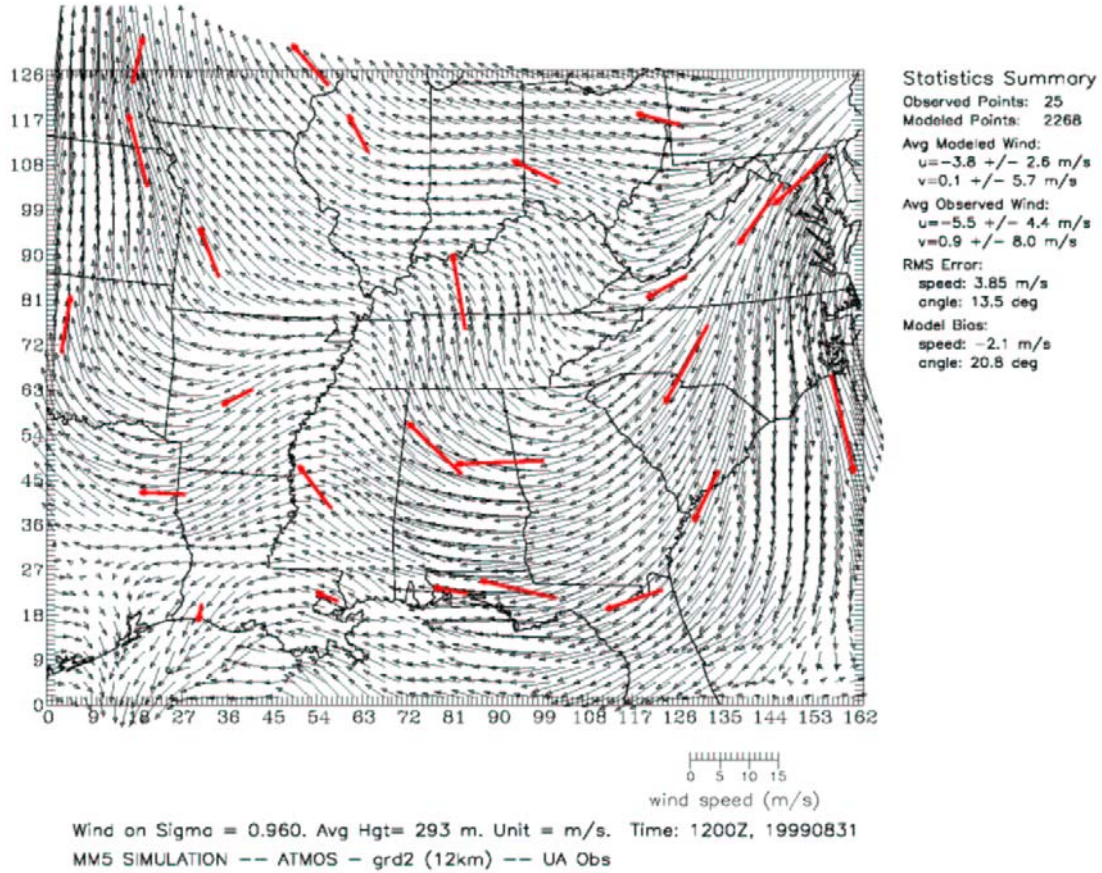 126
117
108
99
90
81
72
63
54
45
36
27
18
9
0
0 9 18 27 36 45 54 63 72 81 90 99 108 117 126 135 144 153 162
Statistics Summary
Observed Points: 25
Modeled Points: 2268
Avg Modeled Wind:
u=-3.8 +/- 2.6 m/s
v=0.1 +/- 5.7 m/s
Avg Observed Wind:
u=-5.5 +/- 4.4 m/s
v=0.9 +/- 8.0 m/s
RMS Error:
speed: 3.85 m/s
angle: 13.5 deg
Model Bias:
speed: -2.1 m/s
angle: 20.8 deg
0 5 10 15
wind speed (m/s)
Wind on Sigma = 0.960. Avg Hgt= 293 m. Unit = m/s. Time: 1200Z, 19990831
MM5 SIMULATION -- ATMOS - grd2 (12km) -- UA Obs